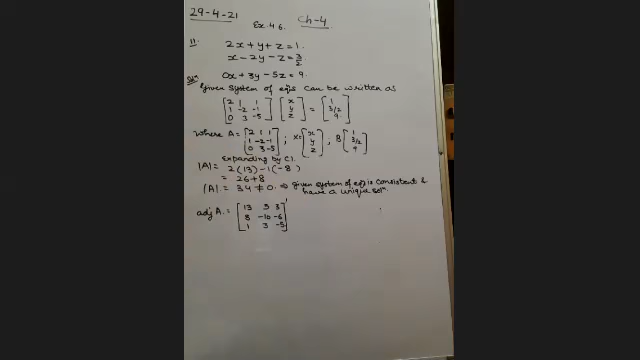 29-4-21
Ex. 4.6. Ch-4
11. 2x + y + z = 1.
x - 2y - z = 3/2
Solⁿ 0x + 3y - 5z = 9.
Given system of eqⁿs can be written as
[2 1 1; 1 -2 -1; 0 3 -5] [x; y; z] = [1; 3/2; 9]
Where A = [2 1 1; 1 -2 -1; 0 3 -5] ; X = [x; y; z] ; B [1; 3/2; 9]
Expanding by C1.
|A| = 2(13) - 1(-8)
= 26+8
|A| = 34 ≠ 0. ⇒ Given system of eqⁿ is consistent & have a unique solⁿ.
adj A. = [13 5 3; 8 -10 -6; 1 3 -5]'